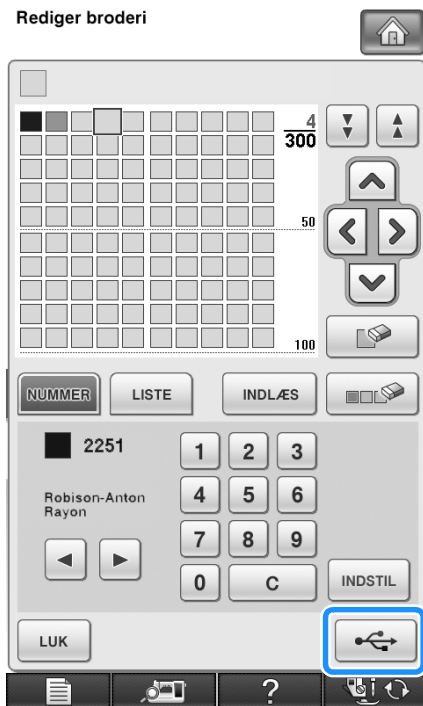 Rediger broderi
4
300
50
100
NUMMER LISTE INDLÆS
2251
1 2 3
Robison-Anton
Rayon
4 5 6
7 8 9
0 C INDSTIL
LUK
?